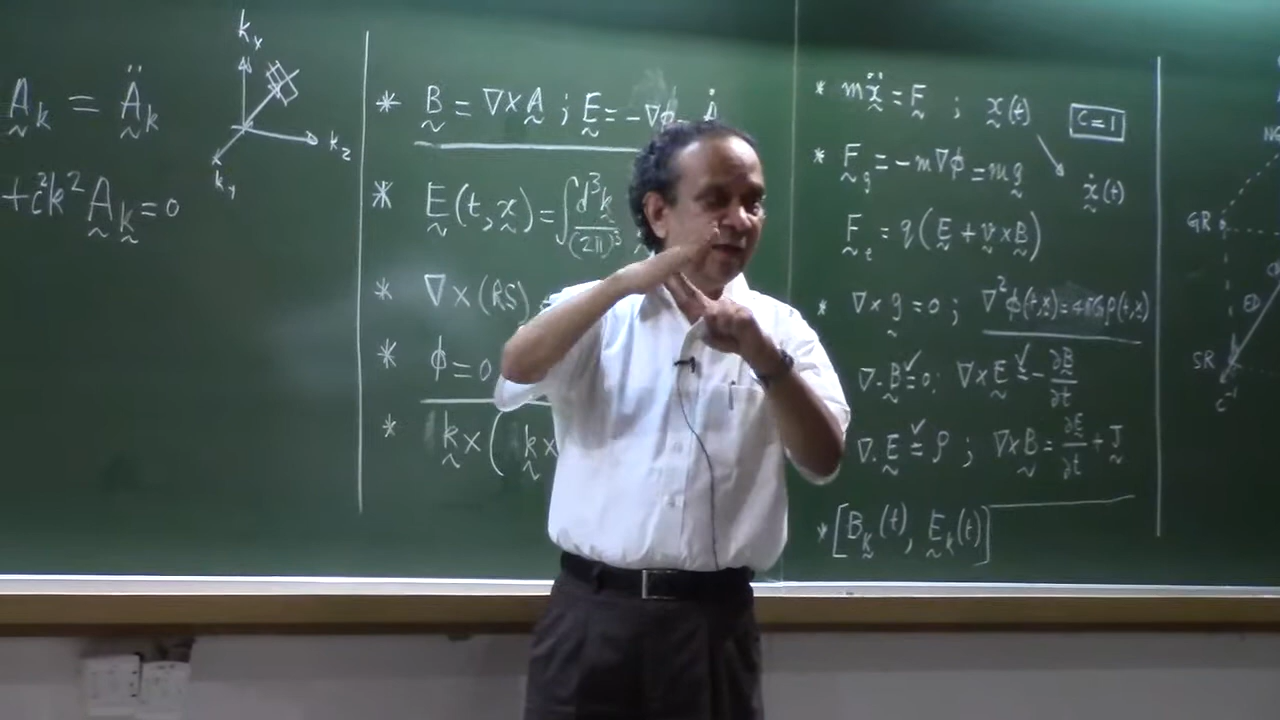 A_k = Ä_k
+c²k² A_k = 0
k_x
k_z
k_y
* B = ∇×A ; E = -∇ϕ - Ȧ
* E(t,x) = ∫ d³k/(2π)³
* ∇×(RS)
* ϕ=0
* k×( k×
* mẍ = F ; x(t) C=1
ẋ(t)
* F_g = -m∇ϕ = mg
F_e = q(E + v×B)
* ∇×g = 0 ; ∇²ϕ(t,x) = 4πGρ(t,x)
∇·B = 0 ; ∇×E = -∂B/∂t
∇·E = ρ ; ∇×B = ∂E/∂t + J
* [B_k(t), E_k(t)]
GR
ED
SR
c⁻¹